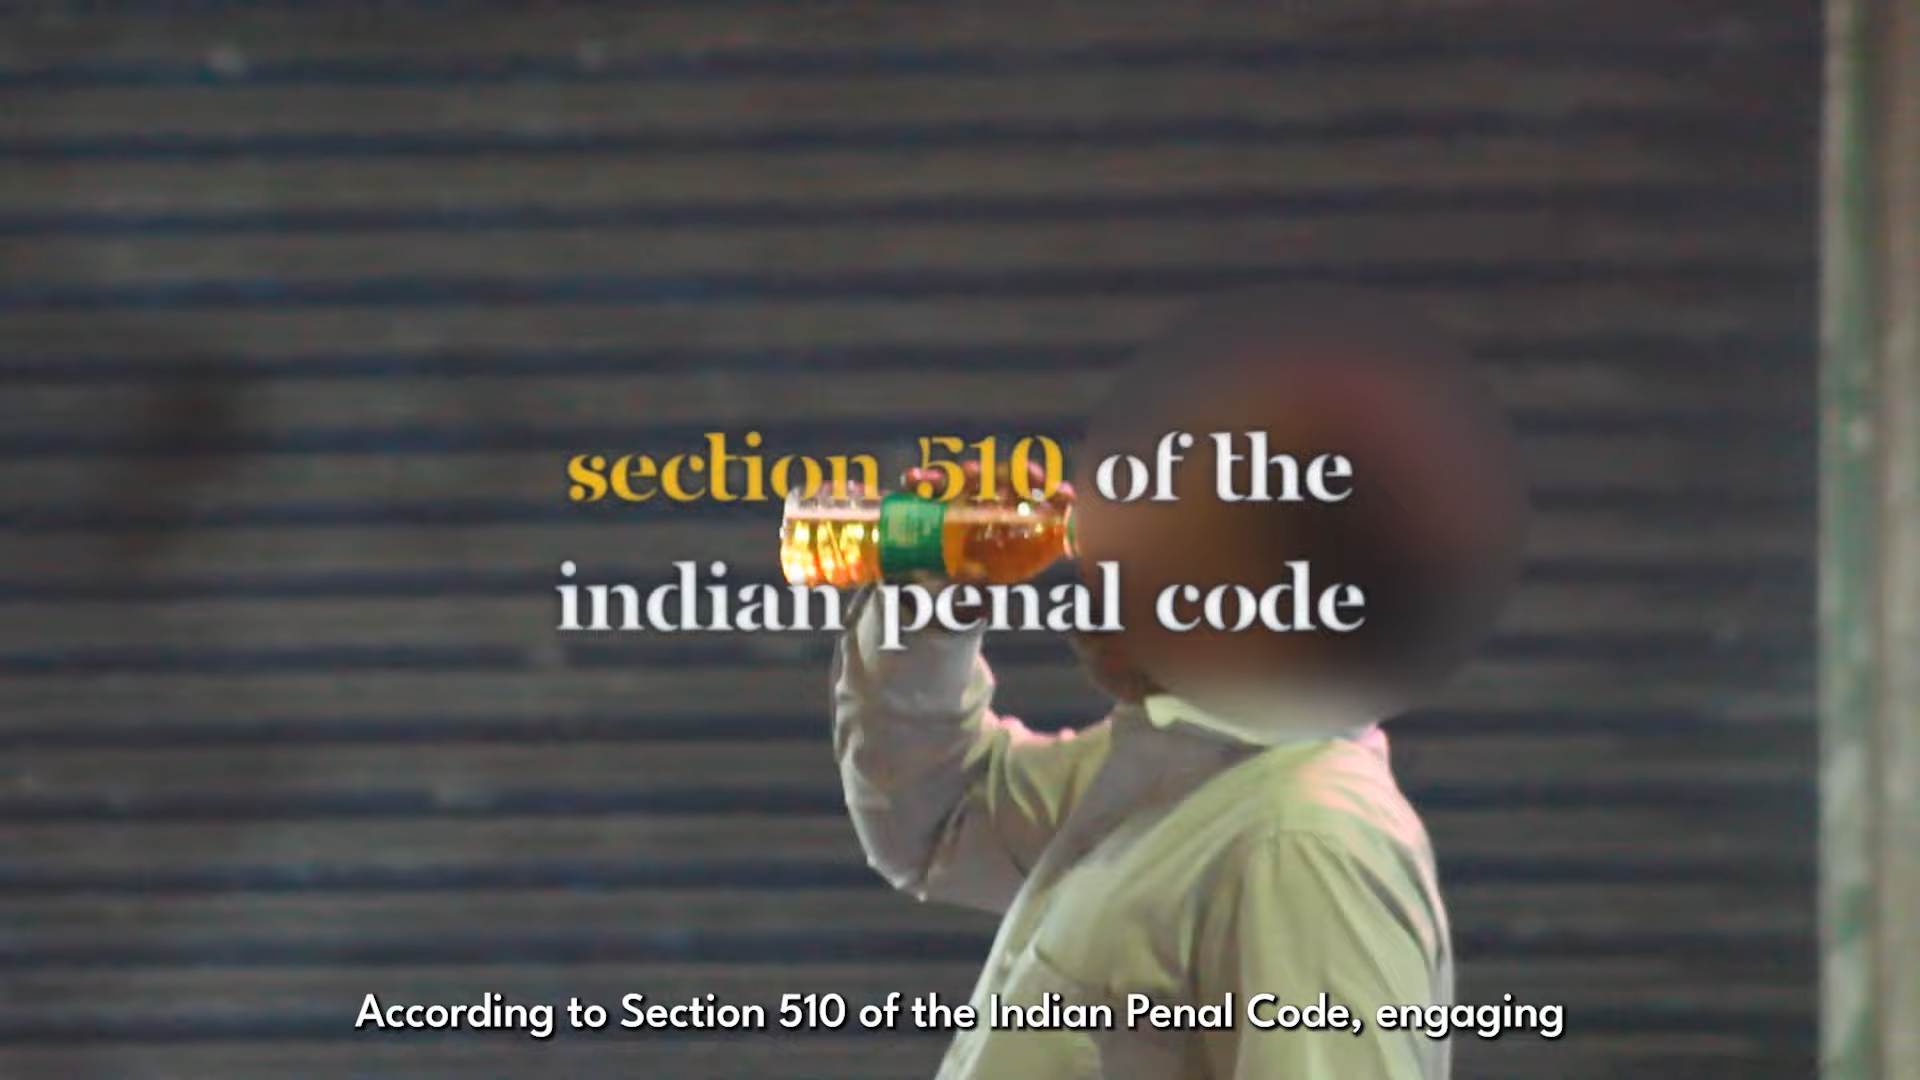 section 510 of the
indian penal code
According to Section 510 of the Indian Penal Code, engaging